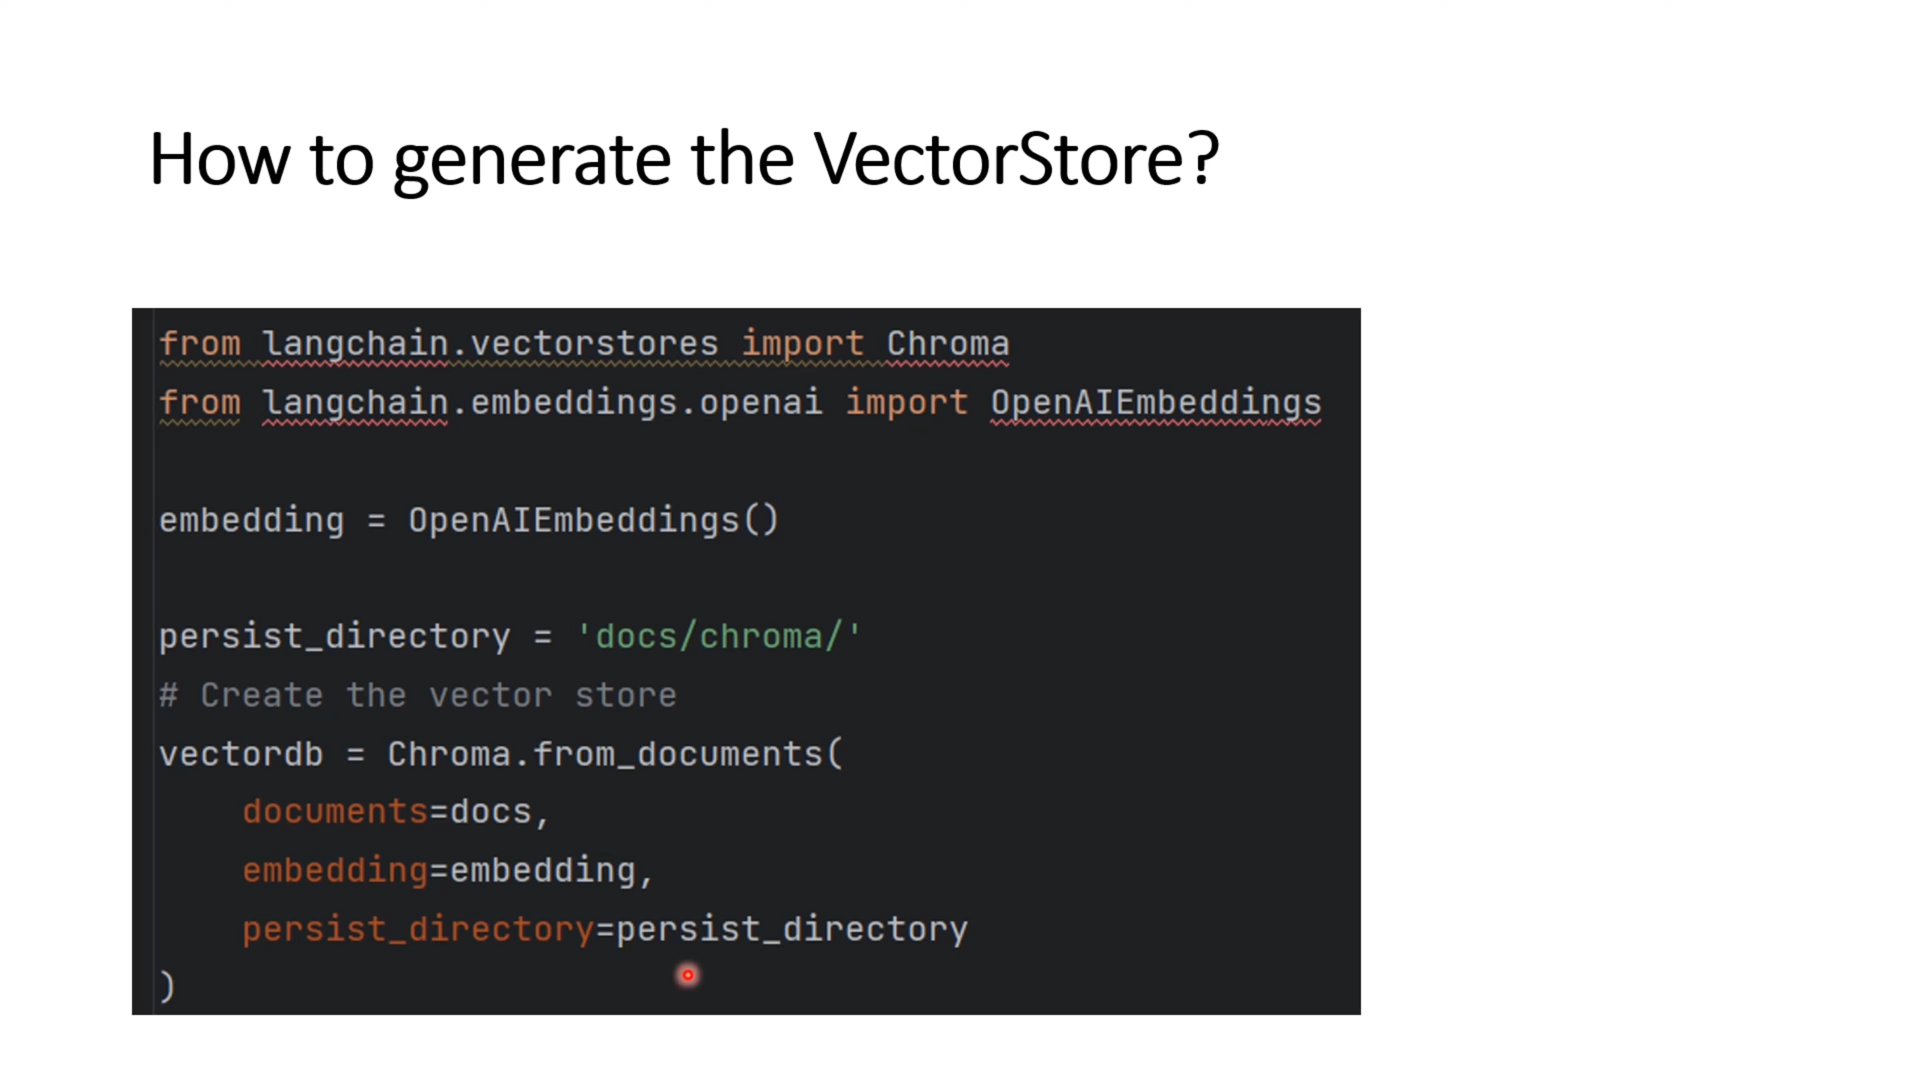 How to generate the VectorStore?
from langchain.vectorstores import Chroma
from langchain.embeddings.openai import OpenAIEmbeddings
embedding = OpenAIEmbeddings()
persist_directory = 'docs/chroma/'
# Create the vector store
vectordb = Chroma.from_documents(
    documents=docs,
    embedding=embedding,
    persist_directory=persist_directory
)